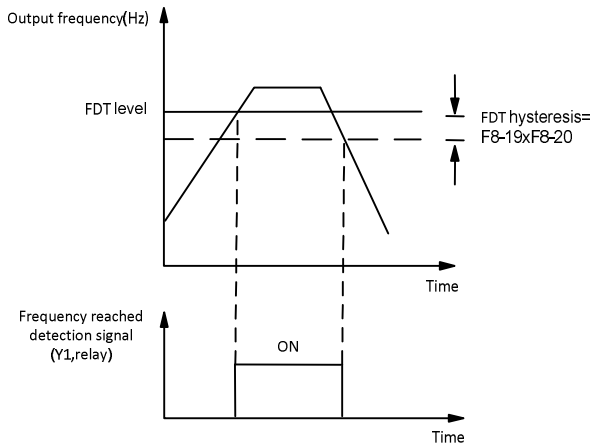 Output frequency(Hz)
FDT level
FDT hysteresis=
F8-19xF8-20
Time
Frequency reached
detection signal
(Y1,relay)
ON
Time